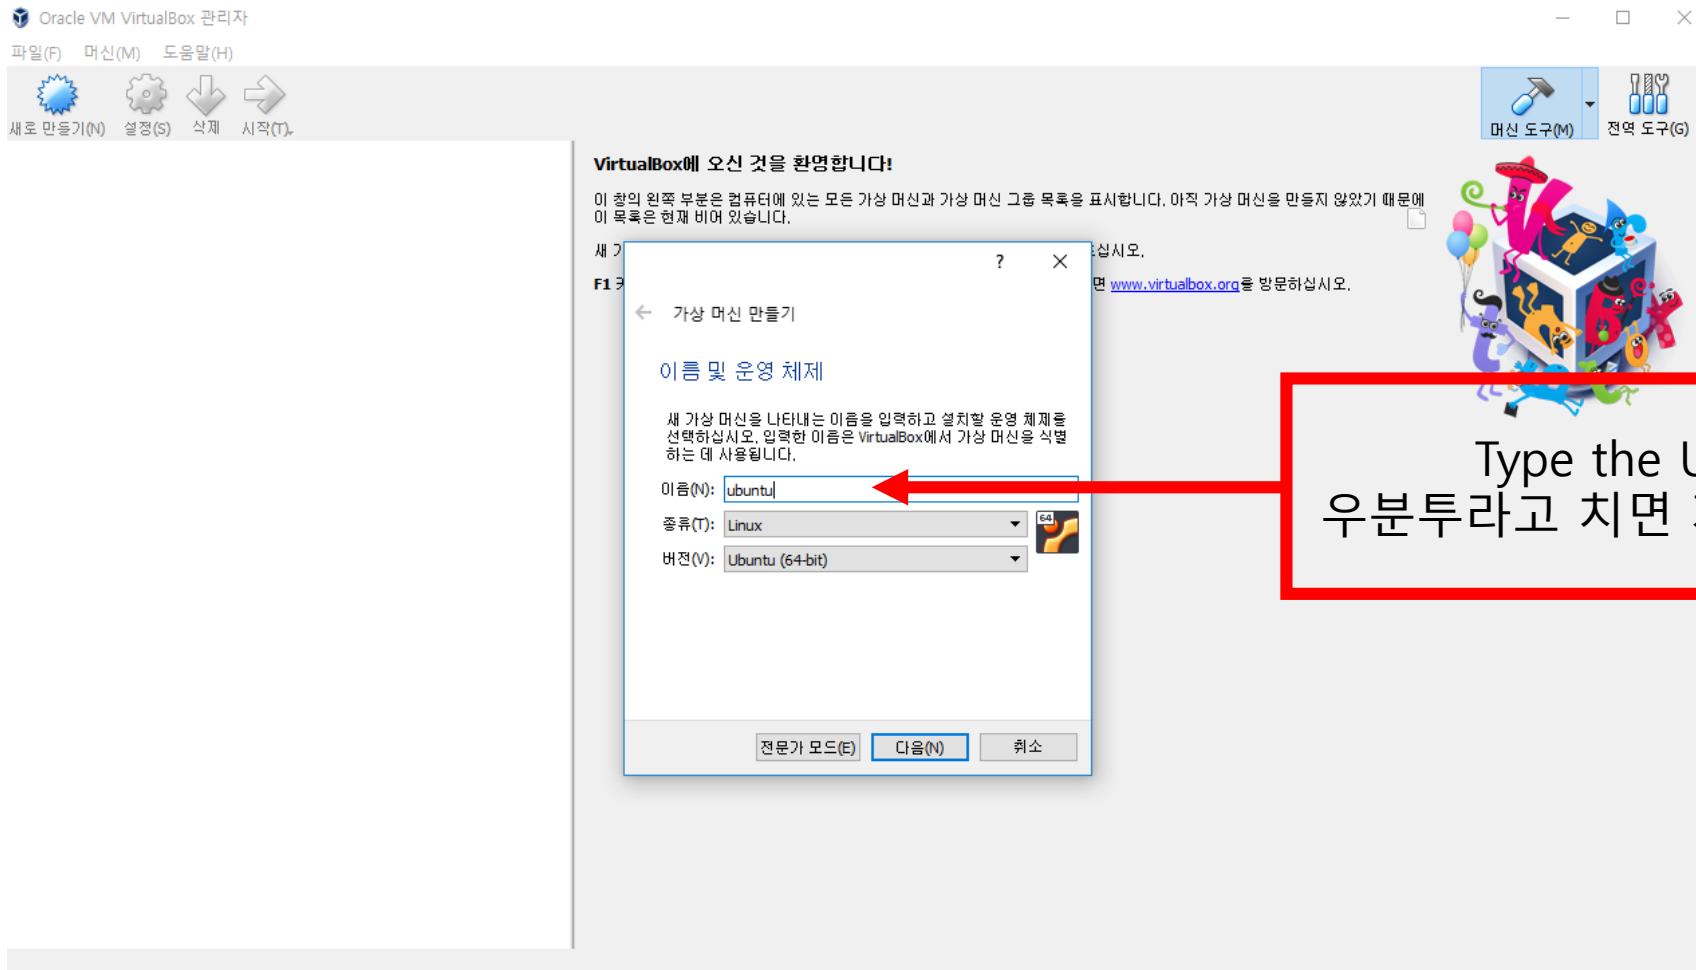 Oracle VM VirtualBox 관리자
파일(F) 머신(M) 도움말(H)
새로 만들기(N) 설정(S) 삭제 시작(T)
머신 도구(M) 전역 도구(G)
VirtualBox에 오신 것을 환영합니다!
이 창의 왼쪽 부분은 컴퓨터에 있는 모든 가상 머신과 가상 머신 그룹 목록을 표시합니다. 아직 가상 머신을 만들지 않았기 때문에
이 목록은 현재 비어 있습니다.
새 십시오.
F1 면 www.virtualbox.org를 방문하십시오.
?
가상 머신 만들기
이름 및 운영 체제
새 가상 머신을 나타내는 이름을 입력하고 설치할 운영 체제를
선택하십시오. 입력한 이름은 VirtualBox에서 가상 머신을 식별
하는 데 사용됩니다.
이름(N): ubuntu
종류(T): Linux
64
버전(V): Ubuntu (64-bit)
전문가 모드(E) 다음(N) 취소
Type the
우분투라고 치면